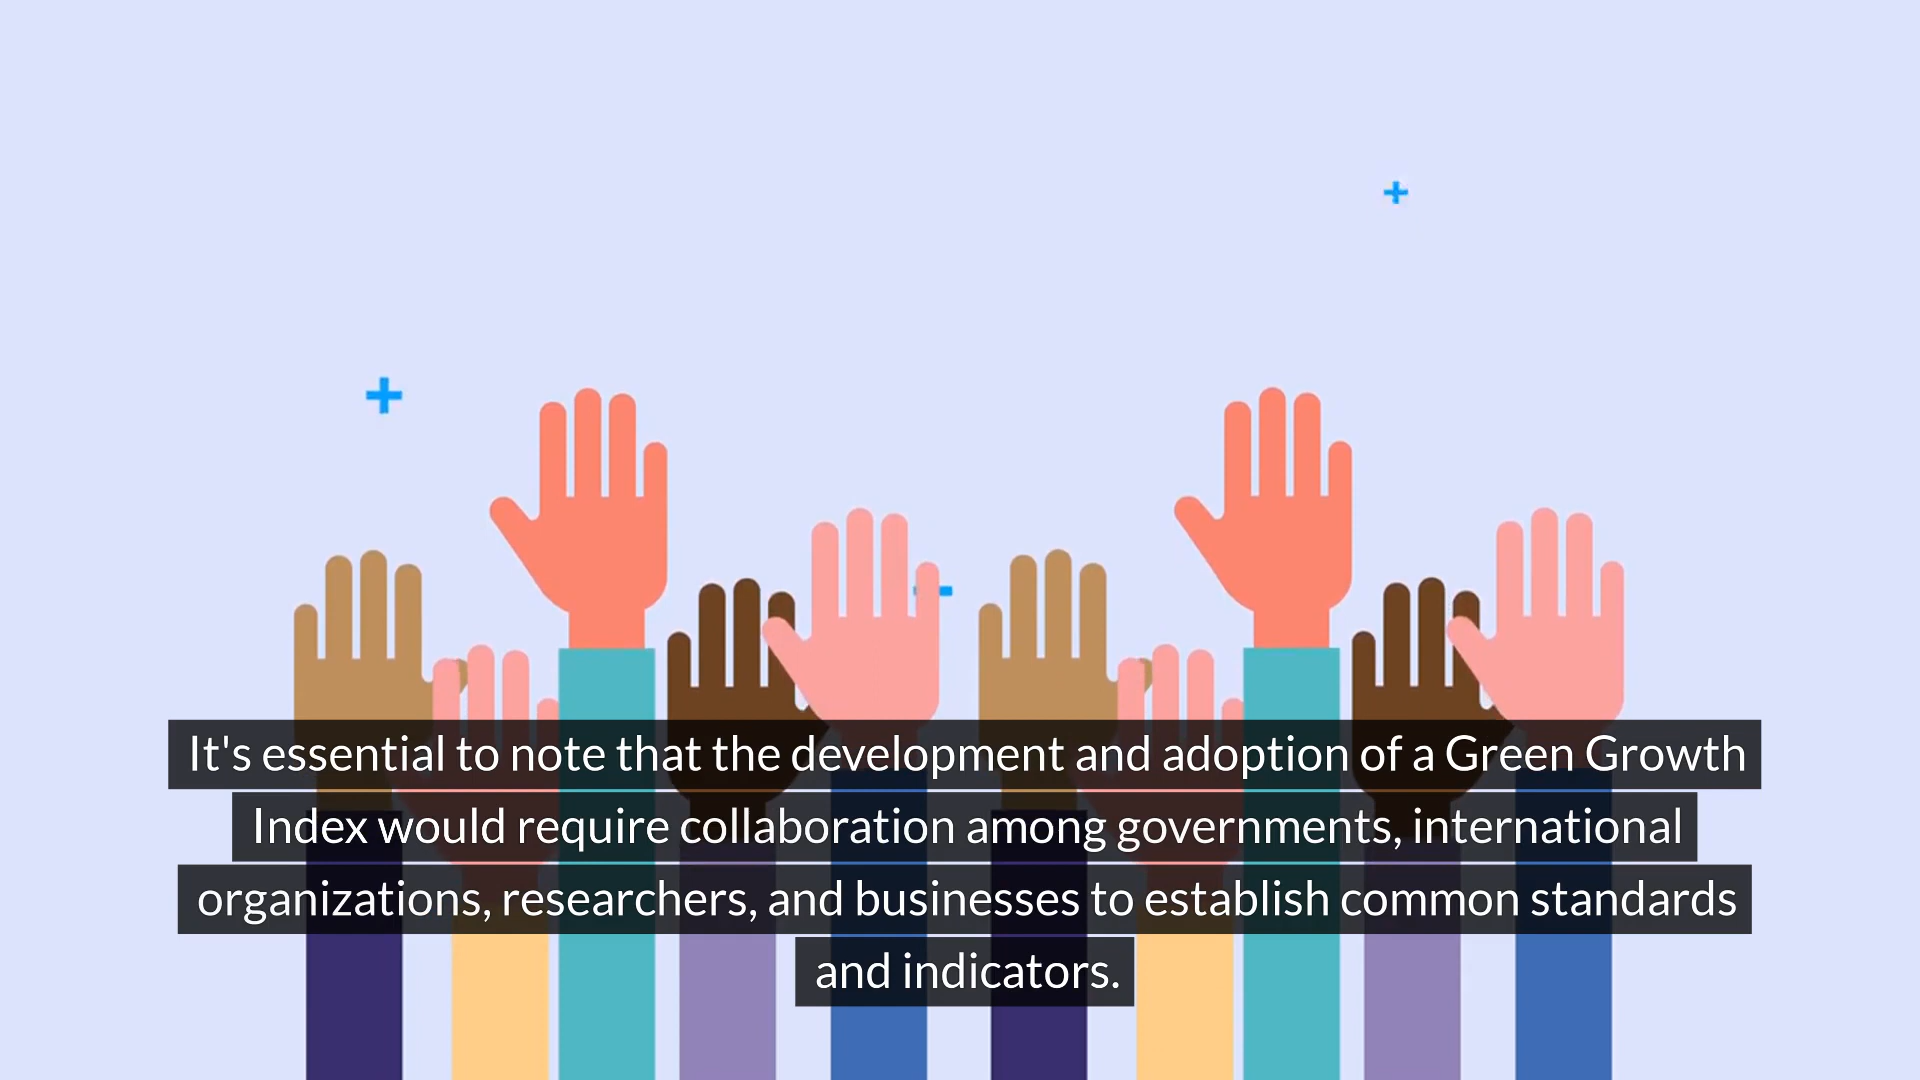 It's essential to note that the development and adoption of a Green Growth
Index would require collaboration among governments, international
organizations, researchers, and businesses to establish common standards
and indicators.